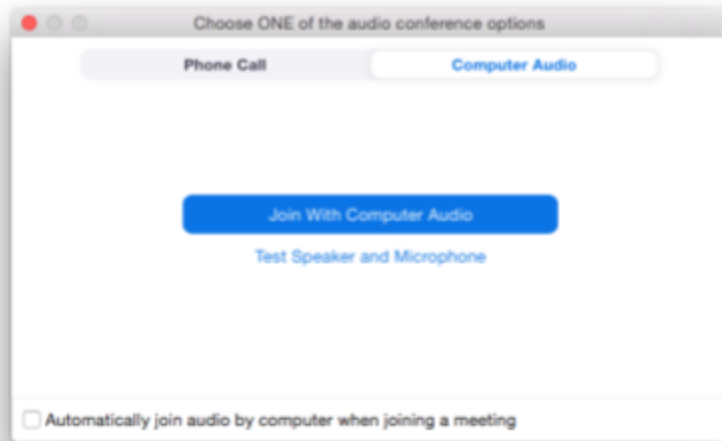 Choose ONE of the audio conference options
Phone Call
Computer Audio
Join With Computer Audio
Test Speaker and Microphone
Automatically join audio by computer when joining a meeting